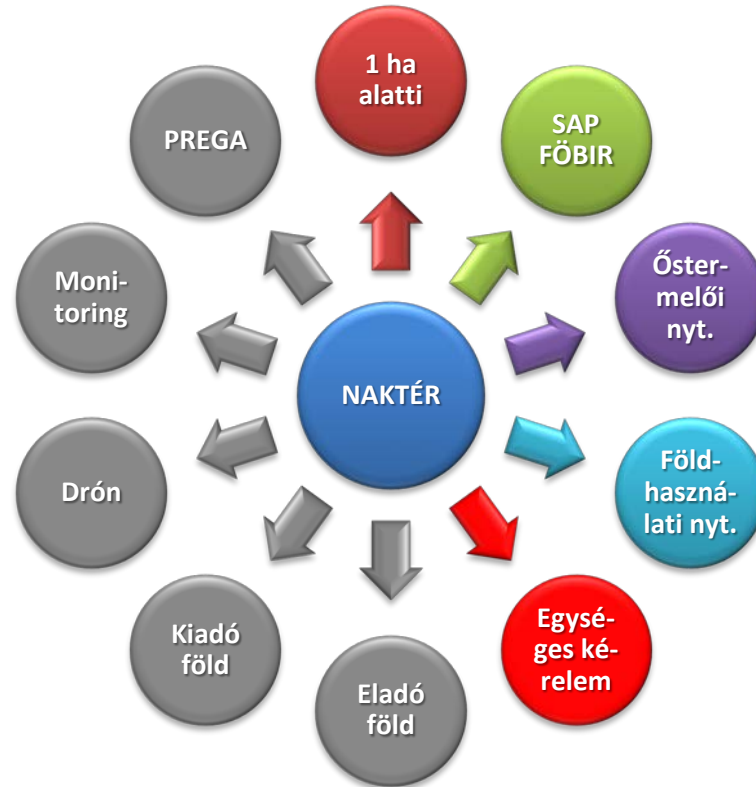 1 ha
alatti
SAP
FÖBIR
Őster-
melői
nyt.
Föld-
haszná-
lati nyt.
Egysé-
ges ké-
relem
Eladó
föld
Kiadó
föld
Drón
Moni-
toring
PREGA
NAKTÉR